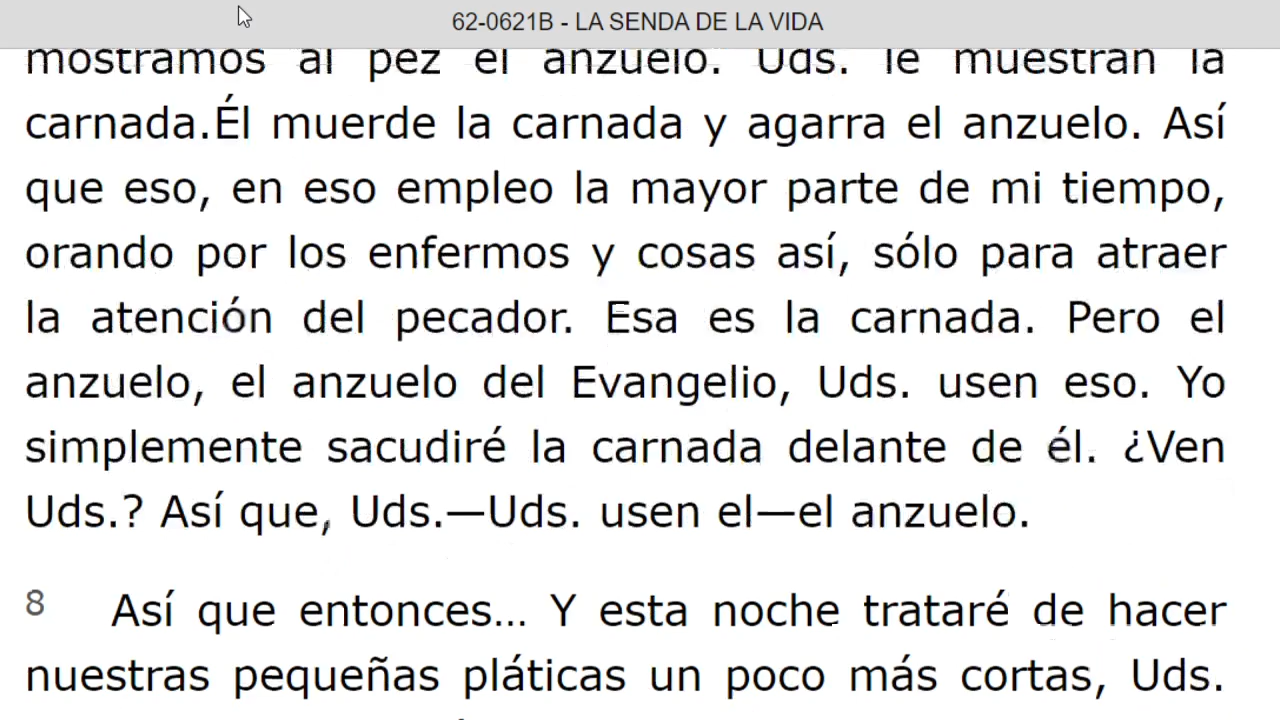 62-0621B - LA SENDA DE LA VIDA
mostramos al pez el anzuelo. Uds. le muestran la
carnada.Él muerde la carnada y agarra el anzuelo. Así
que eso, en eso empleo la mayor parte de mi tiempo,
orando por los enfermos y cosas así, sólo para atraer
la atención del pecador. Esa es la carnada. Pero el
anzuelo, el anzuelo del Evangelio, Uds. usen eso. Yo
simplemente sacudiré la carnada delante de él. ¿Ven
Uds.? Así que, Uds.—Uds. usen el—el anzuelo.
8 Así que entonces... Y esta noche trataré de hacer
nuestras pequeñas pláticas un poco más cortas, Uds.